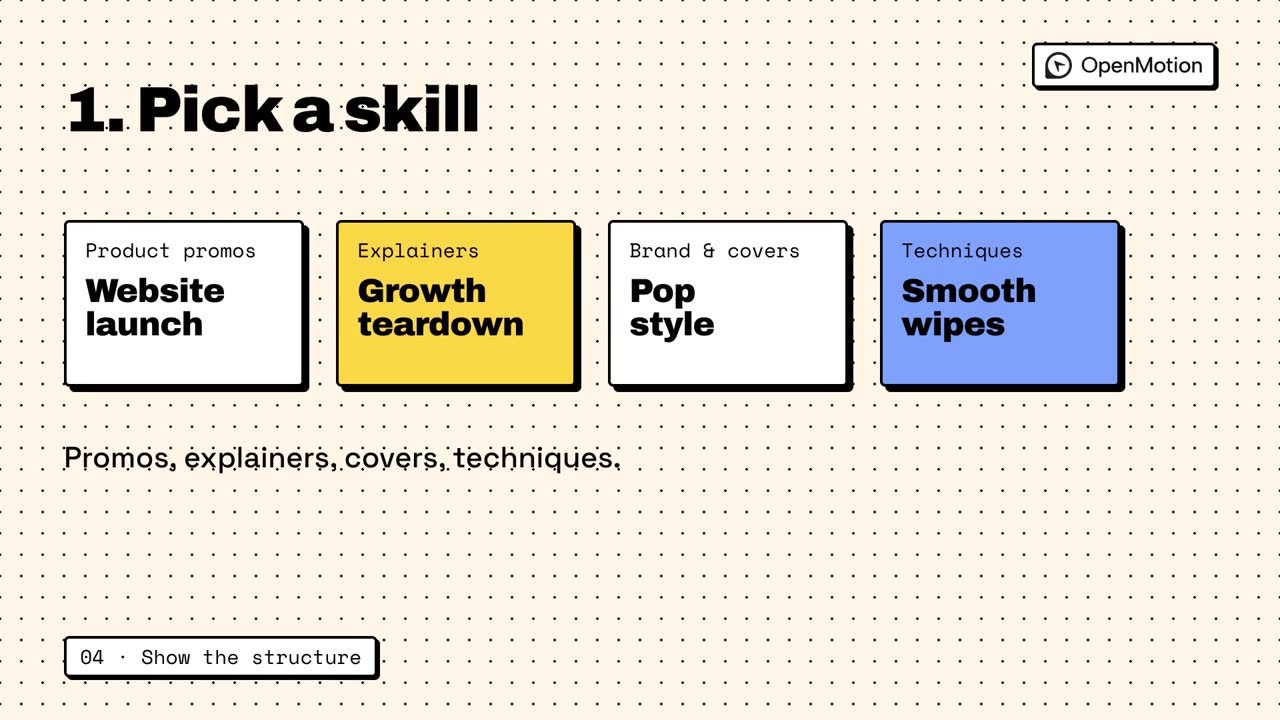 OpenMotion
1. Pick a skill
Product promos
Website
launch
Explainers
Growth
teardown
Brand & covers
Pop
style
Techniques
Smooth
wipes
Promos, explainers, covers, techniques.
04 · Show the structure